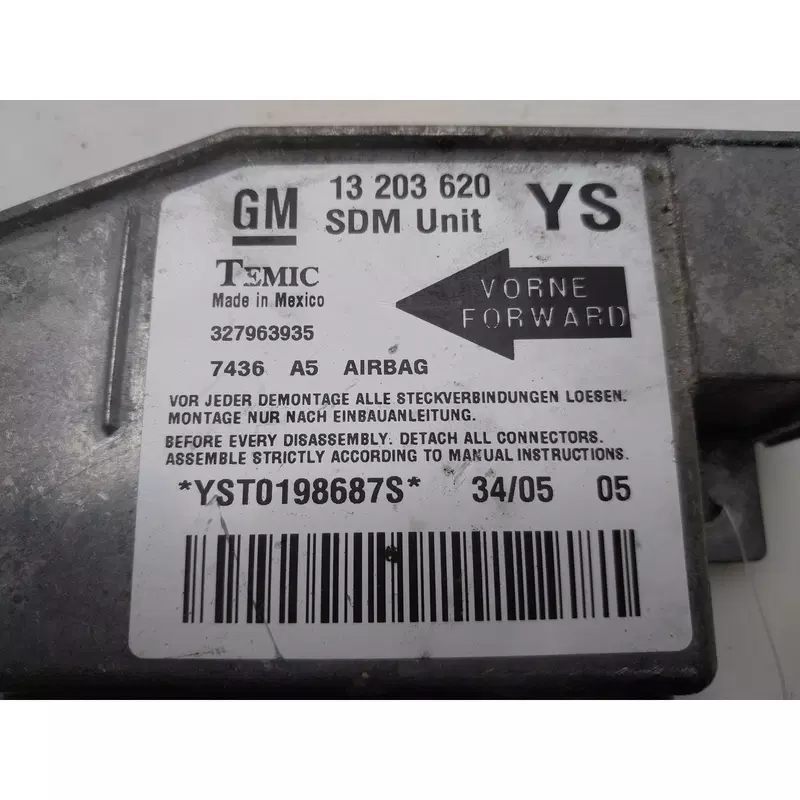 GM 13 203 620 YS
SDM Unit
TEMIC
Made in Mexico
VORNE
FORWARD
327963935
7436 A5 AIRBAG
VOR JEDER DEMONTAGE ALLE STECKVERBINDUNGEN LOESEN.
MONTAGE NUR NACH EINBAUANLEITUNG.
BEFORE EVERY DISASSEMBLY. DETACH ALL CONNECTORS.
ASSEMBLE STRICTLY ACCORDING TO MANUAL INSTRUCTIONS.
*YST0198687S* 34/05 05